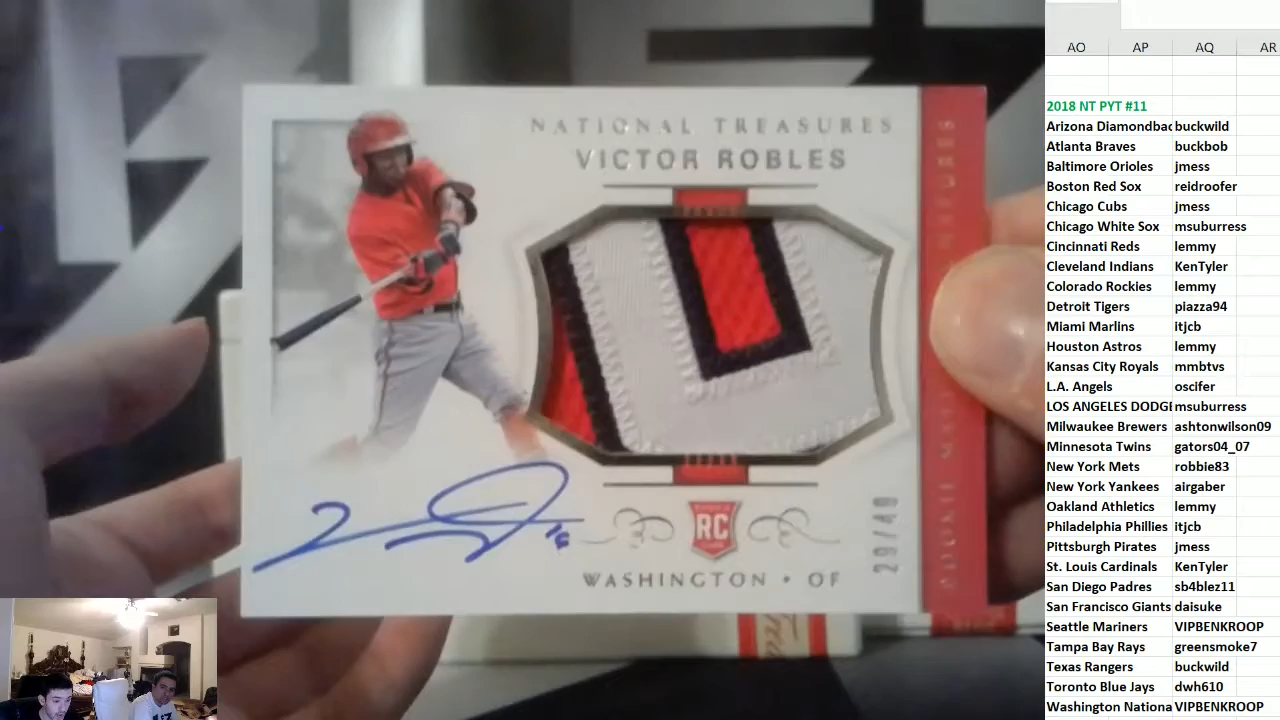 NATIONAL TREASURES
VICTOR ROBLES
RC
WASHINGTON • OF
29/49
AO AP AQ AR
2018 NT PYT #11
Arizona Diamondbac buckwild
Atlanta Braves buckbob
Baltimore Orioles jmess
Boston Red Sox reidroofer
Chicago Cubs jmess
Chicago White Sox msuburress
Cincinnati Reds lemmy
Cleveland Indians KenTyler
Colorado Rockies lemmy
Detroit Tigers piazza94
Miami Marlins itjcb
Houston Astros lemmy
Kansas City Royals mmbtvs
L.A. Angels oscifer
LOS ANGELES DODGE msuburress
Milwaukee Brewers ashtonwilson09
Minnesota Twins gators04_07
New York Mets robbie83
New York Yankees airgaber
Oakland Athletics lemmy
Philadelphia Phillies itjcb
Pittsburgh Pirates jmess
St. Louis Cardinals KenTyler
San Diego Padres sb4blez11
San Francisco Giants daisuke
Seattle Mariners VIPBENKROOP
Tampa Bay Rays greensmoke7
Texas Rangers buckwild
Toronto Blue Jays dwh610
Washington Nationa VIPBENKROOP